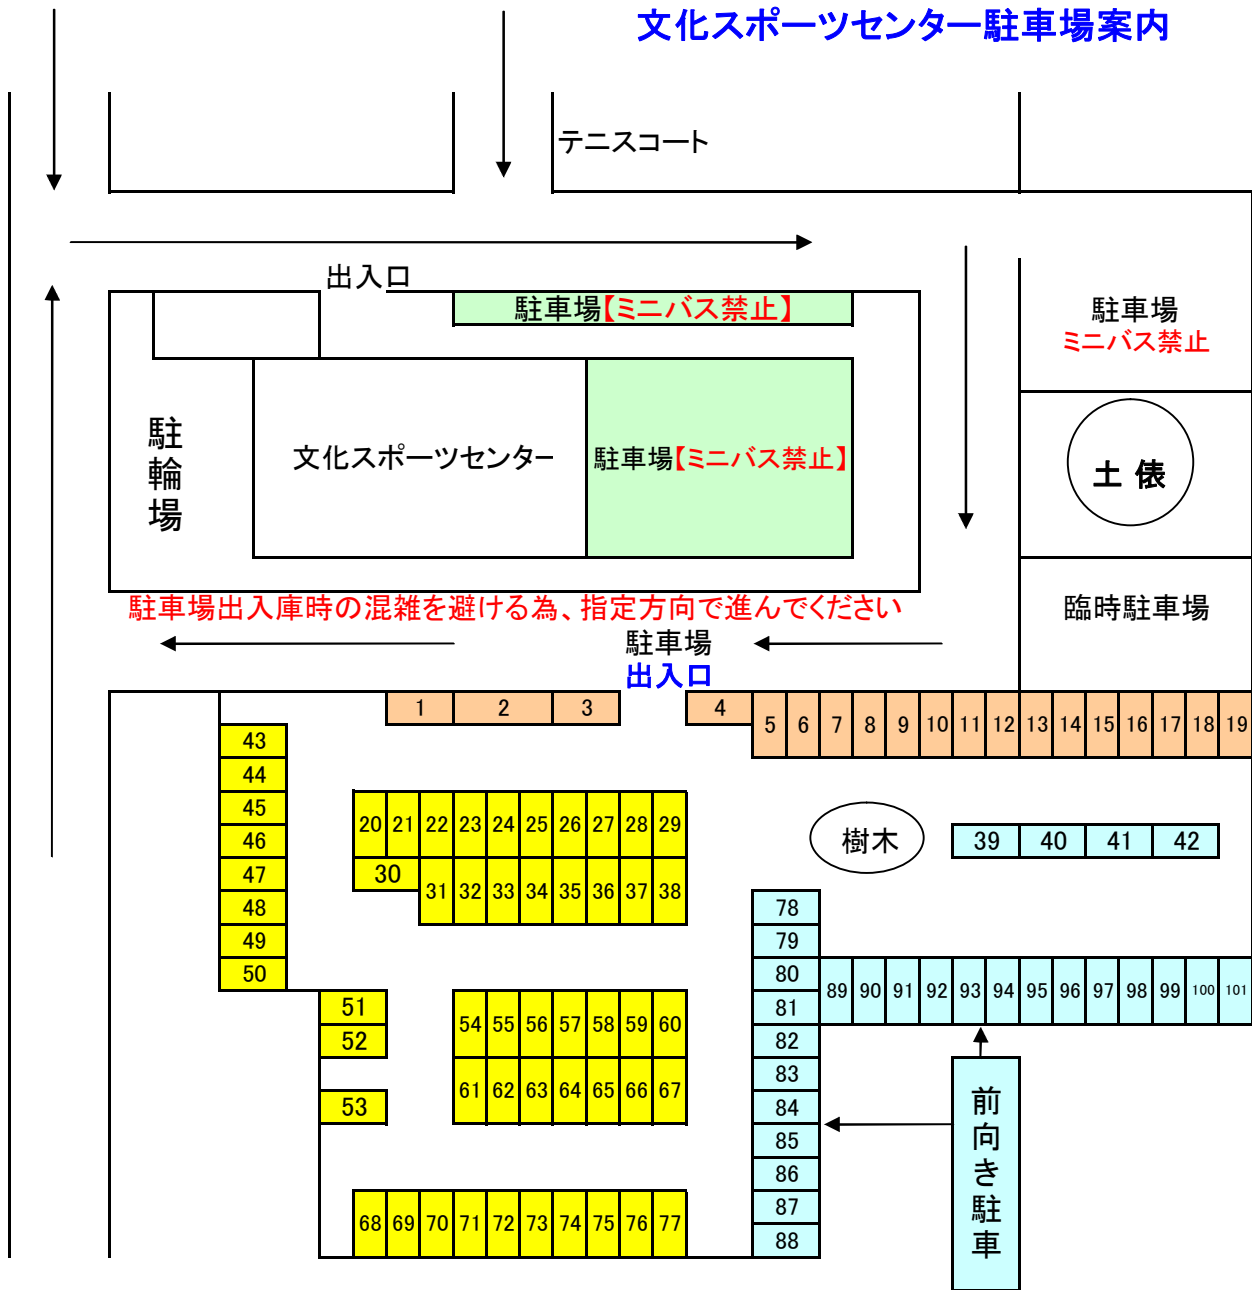 文化スポーツセンター駐車場案内
テニスコート
出入口
駐車場【ミニバス禁止】
駐車場
ミニバス禁止
駐輪場
文化スポーツセンター
駐車場【ミニバス禁止】
土 俵
駐車場出入庫時の混雑を避ける為、指定方向で進んでください
臨時駐車場
駐車場
出入口
1 2 3 4
5 6 7 8 9 10 11 12 13 14 15 16 17 18 19
43
44
45
46
47
48
49
50
20 21 22 23 24 25 26 27 28 29
30
31 32 33 34 35 36 37 38
樹木
39 40 41 42
78
79
80
81
82
83
84
85
86
87
88
89 90 91 92 93 94 95 96 97 98 99 100 101
51
52
53
54 55 56 57 58 59 60
61 62 63 64 65 66 67
68 69 70 71 72 73 74 75 76 77
前向き駐車